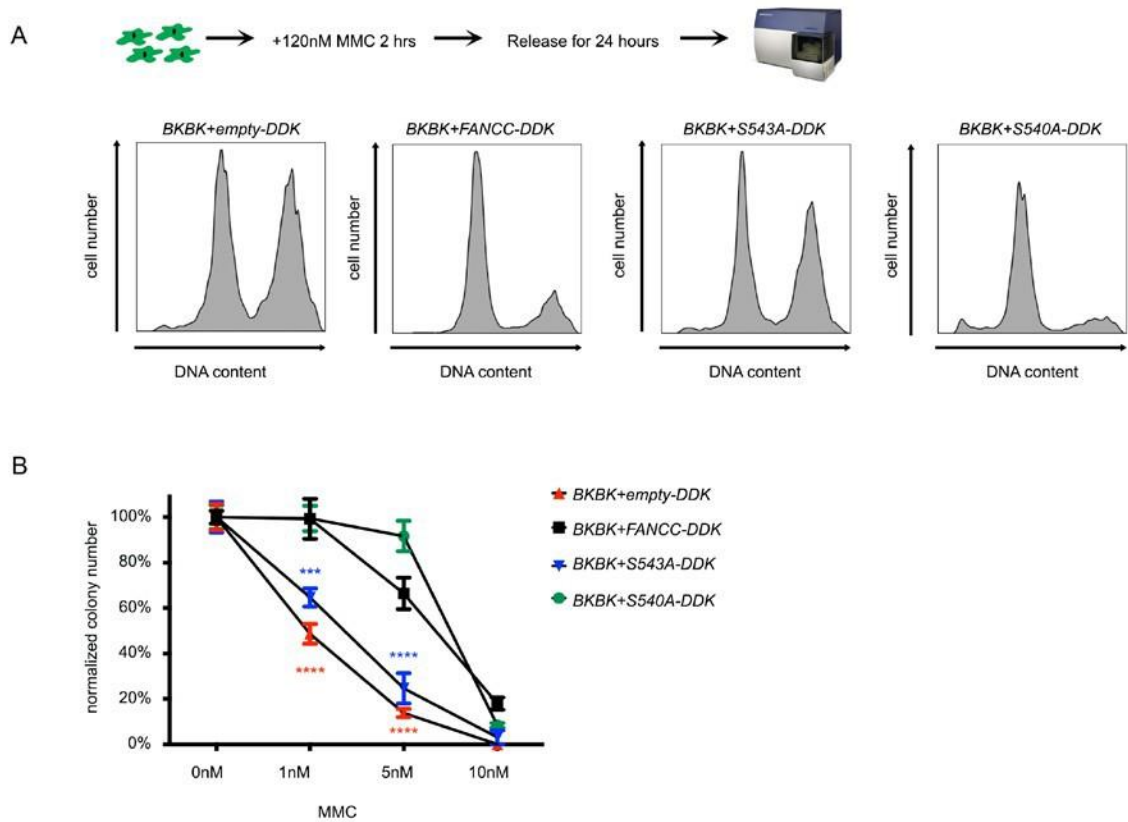 A
+120nM MMC 2 hrs
Release for 24 hours
BKBK+empty-DDK
BKBK+FANCC-DDK
BKBK+S543A-DDK
BKBK+S540A-DDK
cell number
cell number
cell number
cell number
DNA content
DNA content
DNA content
DNA content
B
normalized colony number
100%
80%
60%
40%
20%
0%
***
****
****
****
0nM
1nM
5nM
10nM
MMC
BKBK+empty-DDK
BKBK+FANCC-DDK
BKBK+S543A-DDK
BKBK+S540A-DDK